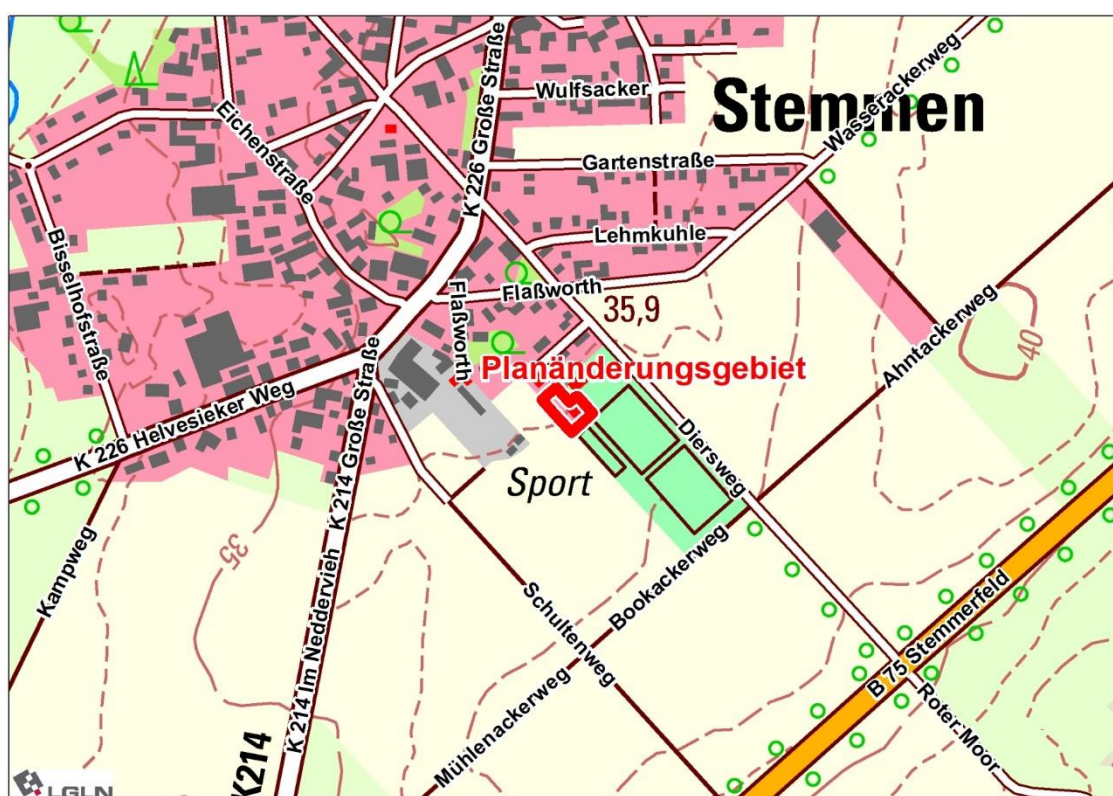 Stemmen
Wulfsacker
Wasserackerweg
K 226 Große Straße
Eichenstraße
Gartenstraße
Bisselhofstraße
Lehmkuhle
Flaßworth
Flaßworth
35,9
Ahntackerweg
40
Planänderungsgebiet
K 226 Helvesieker Weg
K 214 Große Straße
Diersweg
Sport
35
Kampweg
Schultenweg
Bookackerweg
K 214 Im Neddervieh
B 75 Stemmerfeld
Mühlenackerweg
Roter Moor
K214
LGLN